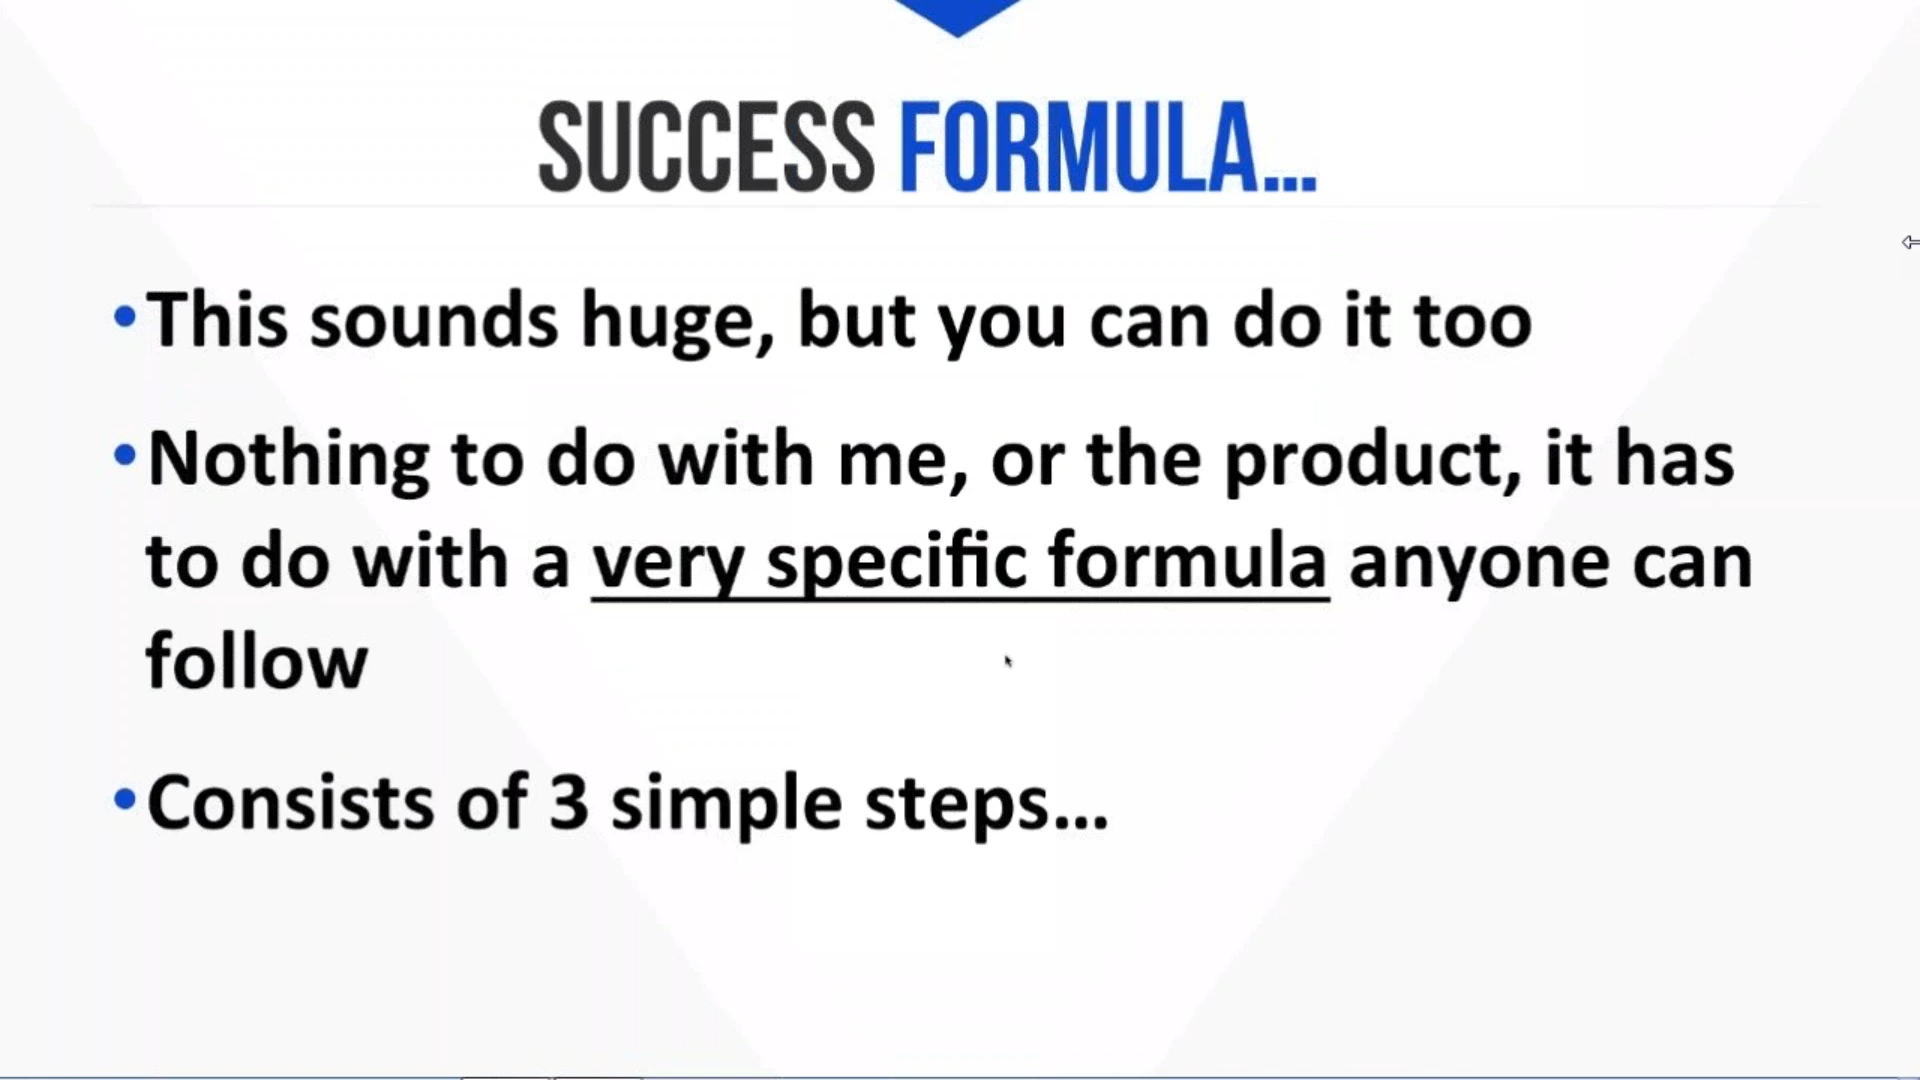 SUCCESS FORMULA...
•This sounds huge, but you can do it too
•Nothing to do with me, or the product, it has
to do with a very specific formula anyone can
follow
•Consists of 3 simple steps...